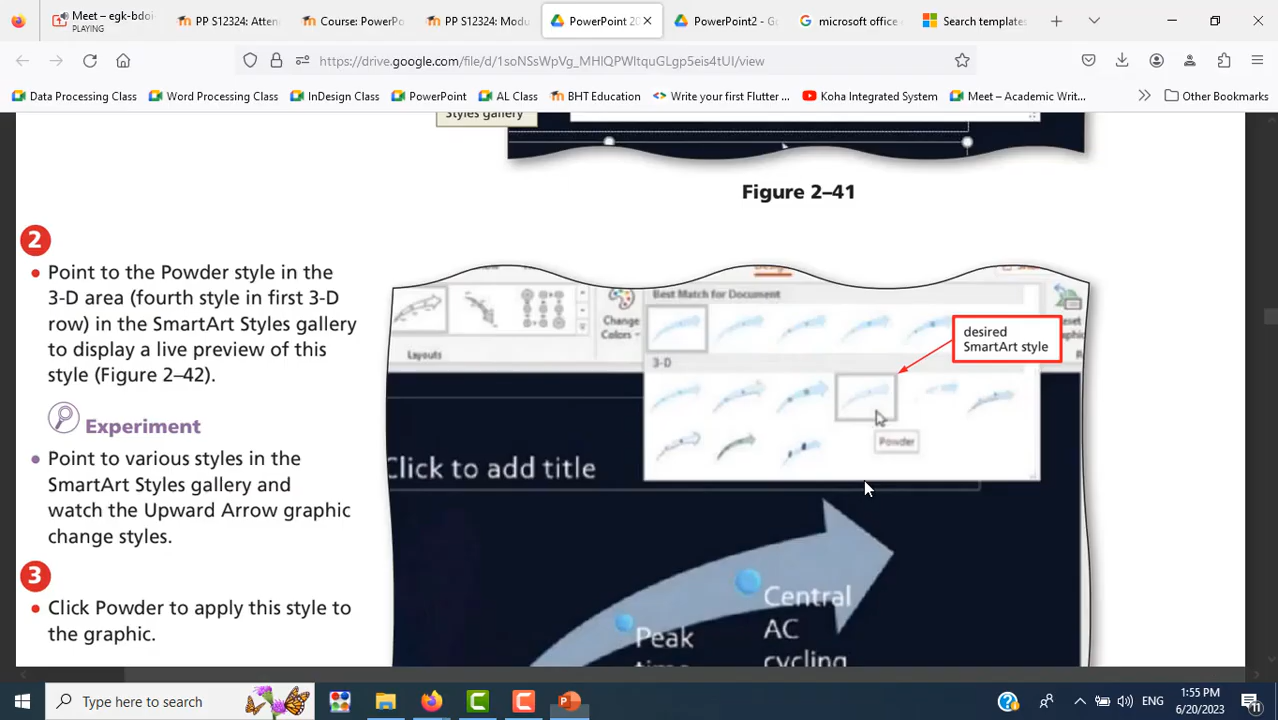 Meet – egk-bdoi
PLAYING
PP S12324: Atten
Course: PowerPo
PP S12324: Modu
PowerPoint 20
PowerPoint2 - Go
microsoft office
Search templates
https://drive.google.com/file/d/1soNSsWpVg_MHlQPWltquGLgp5eis4tUI/view
Data Processing Class
Word Processing Class
InDesign Class
PowerPoint
AL Class
BHT Education
Write your first Flutter ...
Koha Integrated System
Meet – Academic Writ...
Other Bookmarks
Styles gallery
Figure 2–41
2
• Point to the Powder style in the
3-D area (fourth style in first 3-D
row) in the SmartArt Styles gallery
to display a live preview of this
style (Figure 2–42).
Experiment
• Point to various styles in the
SmartArt Styles gallery and
watch the Upward Arrow graphic
change styles.
3
• Click Powder to apply this style to
the graphic.
Design
Best Match for Document
Change
Colors
Layouts
3-D
desired
SmartArt style
Powder
Click to add title
Central
AC
cycling
Peak
time
Type here to search
ENG
1:55 PM
6/20/2023
11